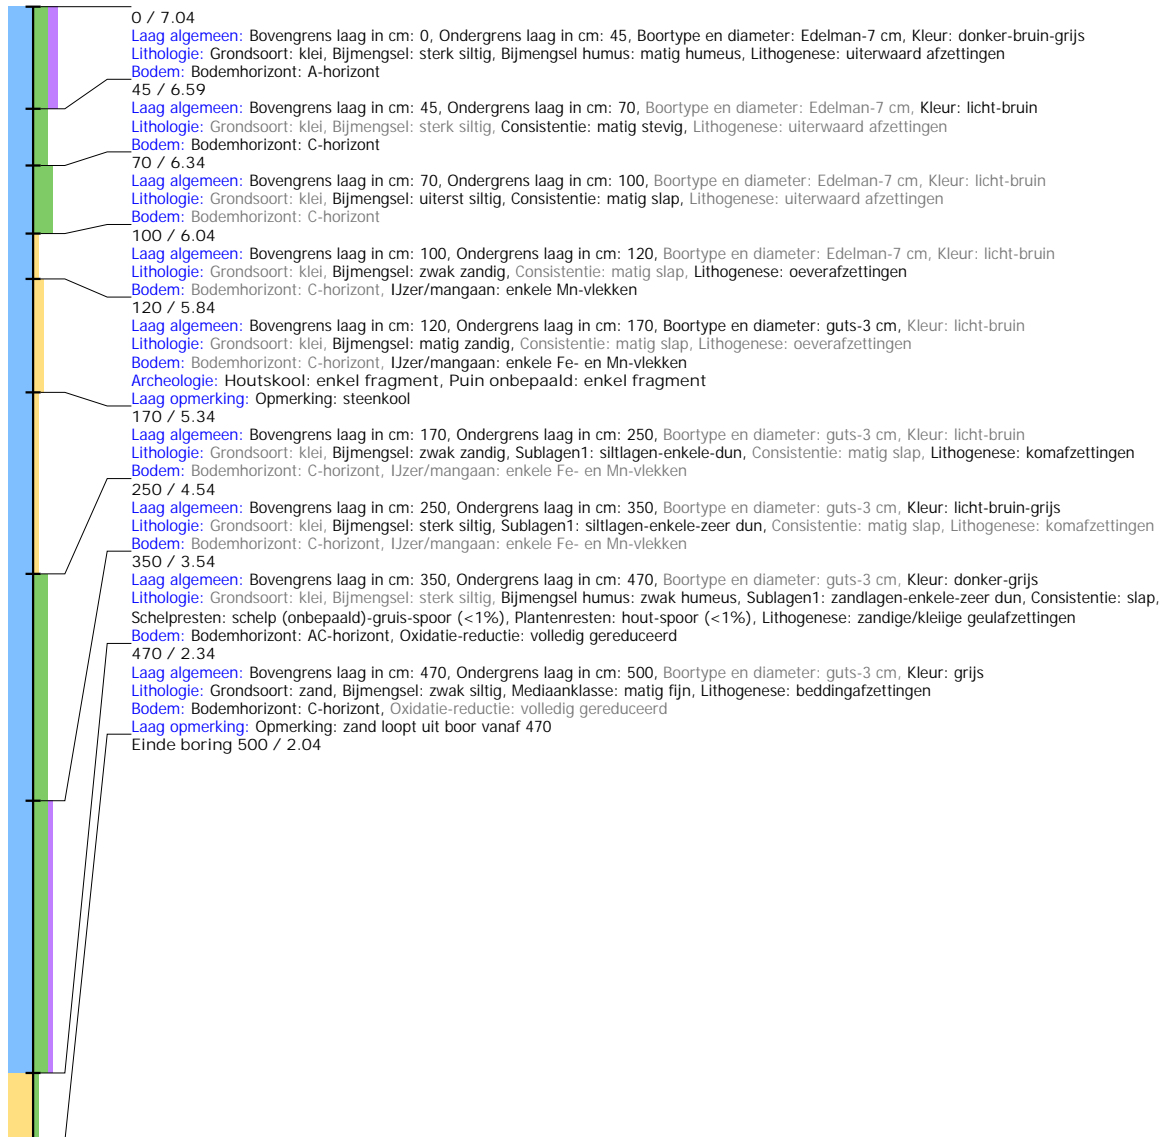 0 / 7.04
Laag algemeen: Bovengrens laag in cm: 0, Ondergrens laag in cm: 45, Boortype en diameter: Edelman-7 cm, Kleur: donker-bruin-grijs
Lithologie: Grondsoort: klei, Bijmengsel: sterk siltig, Bijmengsel humus: matig humeus, Lithogenese: uiterwaard afzettingen
Bodem: Bodemhorizont: A-horizont
45 / 6.59
Laag algemeen: Bovengrens laag in cm: 45, Ondergrens laag in cm: 70, Boortype en diameter: Edelman-7 cm, Kleur: licht-bruin
Lithologie: Grondsoort: klei, Bijmengsel: sterk siltig, Consistentie: matig stevig, Lithogenese: uiterwaard afzettingen
Bodem: Bodemhorizont: C-horizont
70 / 6.34
Laag algemeen: Bovengrens laag in cm: 70, Ondergrens laag in cm: 100, Boortype en diameter: Edelman-7 cm, Kleur: licht-bruin
Lithologie: Grondsoort: klei, Bijmengsel: uiterst siltig, Consistentie: matig slap, Lithogenese: uiterwaard afzettingen
Bodem: Bodemhorizont: C-horizont
100 / 6.04
Laag algemeen: Bovengrens laag in cm: 100, Ondergrens laag in cm: 120, Boortype en diameter: Edelman-7 cm, Kleur: licht-bruin
Lithologie: Grondsoort: klei, Bijmengsel: zwak zandig, Consistentie: matig slap, Lithogenese: oeverafzettingen
Bodem: Bodemhorizont: C-horizont, IJzer/mangaan: enkele Mn-vlekken
120 / 5.84
Laag algemeen: Bovengrens laag in cm: 120, Ondergrens laag in cm: 170, Boortype en diameter: guts-3 cm, Kleur: licht-bruin
Lithologie: Grondsoort: klei, Bijmengsel: matig zandig, Consistentie: matig slap, Lithogenese: oeverafzettingen
Bodem: Bodemhorizont: C-horizont, IJzer/mangaan: enkele Fe- en Mn-vlekken
Archeologie: Houtskool: enkel fragment, Puin onbepaald: enkel fragment
Laag opmerking: Opmerking: steenkool
170 / 5.34
Laag algemeen: Bovengrens laag in cm: 170, Ondergrens laag in cm: 250, Boortype en diameter: guts-3 cm, Kleur: licht-bruin
Lithologie: Grondsoort: klei, Bijmengsel: zwak zandig, Sublagen1: siltlagen-enkele-dun, Consistentie: matig slap, Lithogenese: komafzettingen
Bodem: Bodemhorizont: C-horizont, IJzer/mangaan: enkele Fe- en Mn-vlekken
250 / 4.54
Laag algemeen: Bovengrens laag in cm: 250, Ondergrens laag in cm: 350, Boortype en diameter: guts-3 cm, Kleur: licht-bruin-grijs
Lithologie: Grondsoort: klei, Bijmengsel: sterk siltig, Sublagen1: siltlagen-enkele-zeer dun, Consistentie: matig slap, Lithogenese: komafzettingen
Bodem: Bodemhorizont: C-horizont, IJzer/mangaan: enkele Fe- en Mn-vlekken
350 / 3.54
Laag algemeen: Bovengrens laag in cm: 350, Ondergrens laag in cm: 470, Boortype en diameter: guts-3 cm, Kleur: donker-grijs
Lithologie: Grondsoort: klei, Bijmengsel: sterk siltig, Bijmengsel humus: zwak humeus, Sublagen1: zandlagen-enkele-zeer dun, Consistentie: slap,
Schelpresten: schelp (onbepaald)-gruis-spoor (<1%), Plantenresten: hout-spoor (<1%), Lithogenese: zandige/kleiige geulafzettingen
Bodem: Bodemhorizont: AC-horizont, Oxidatie-reductie: volledig gereduceerd
470 / 2.34
Laag algemeen: Bovengrens laag in cm: 470, Ondergrens laag in cm: 500, Boortype en diameter: guts-3 cm, Kleur: grijs
Lithologie: Grondsoort: zand, Bijmengsel: zwak siltig, Mediaanklasse: matig fijn, Lithogenese: beddingafzettingen
Bodem: Bodemhorizont: C-horizont, Oxidatie-reductie: volledig gereduceerd
Laag opmerking: Opmerking: zand loopt uit boor vanaf 470
Einde boring 500 / 2.04